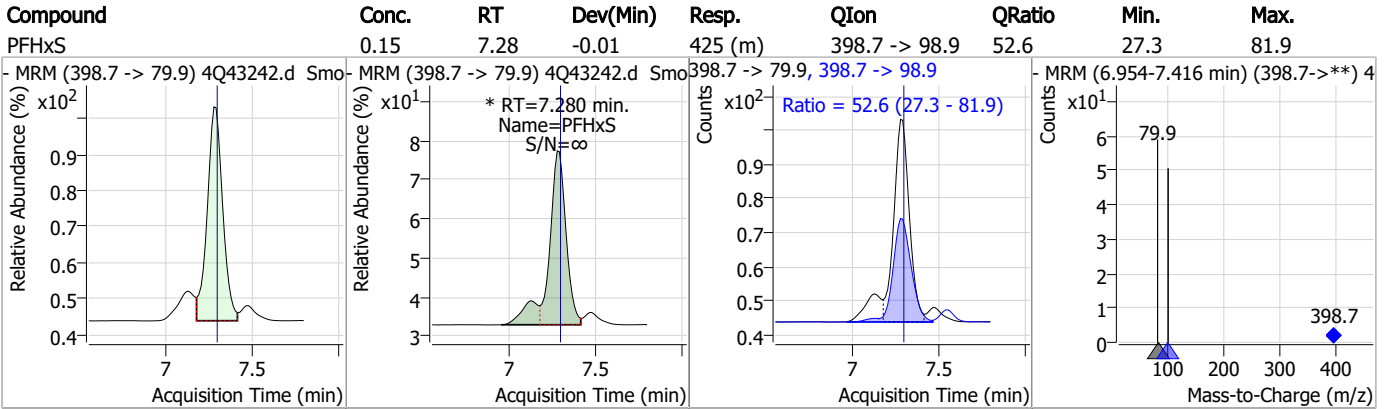 Compound Conc. RT Dev(Min) Resp. QIon QRatio Min. Max.
PFHxS 0.15 7.28 -0.01 425 (m) 398.7 -> 98.9 52.6 27.3 81.9
- MRM (398.7 -> 79.9) 4Q43242.d Smo
Relative Abundance (%)
x10²
0.9
0.8
0.7
0.6
0.5
0.4
7 7.5
Acquisition Time (min)
- MRM (398.7 -> 79.9) 4Q43242.d Smo
Relative Abundance (%)
x10¹
* RT=7.280 min.
Name=PFHxS
S/N=∞
8
7
6
5
4
3
7 7.5
Acquisition Time (min)
398.7 -> 79.9, 398.7 -> 98.9
Counts
x10²
Ratio = 52.6 (27.3 - 81.9)
0.9
0.8
0.7
0.6
0.5
0.4
7 7.5
Acquisition Time (min)
- MRM (6.954-7.416 min) (398.7->**) 4
Counts
x10¹
79.9
6
5
4
3
2
1
398.7
0
100 200 300 400
Mass-to-Charge (m/z)